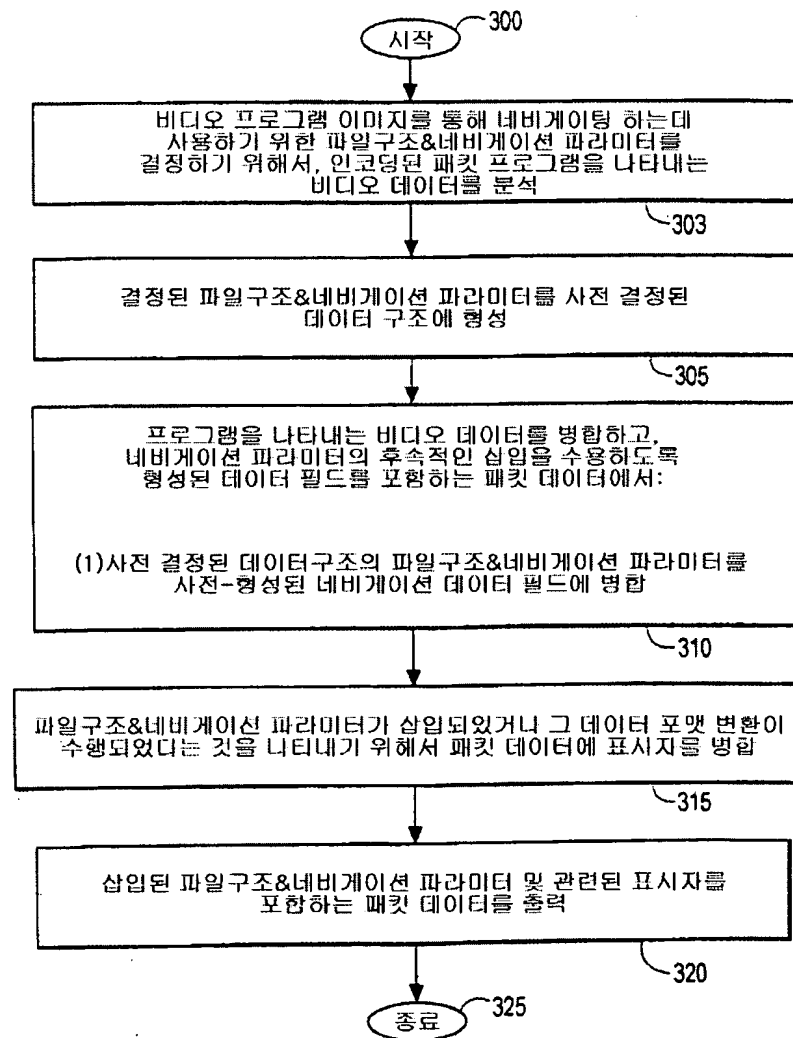 시작
300
비디오 프로그램 이미지를 통해 네비게이팅 하는데
사용하기 위한 파일구조&네비게이션 파라미터를
결정하기 위해서, 인코딩된 패킷 프로그램을 나타내는
비디오 데이터를 분석
303
결정된 파일구조&네비게이션 파라미터를 사전 결정된
데이터 구조에 형성
305
프로그램을 나타내는 비디오 데이터를 병합하고,
네비게이션 파라미터의 후속적인 삽입을 수용하도록
형성된 데이터 필드를 포함하는 패킷 데이터에서:
(1)사전 결정된 데이터구조의 파일구조&네비게이션 파라미터를
사전-형성된 네비게이션 데이터 필드에 병합
310
파일구조&네비게이션 파라미터가 삽입되있거나 그 데이터 포맷 변환이
수행되었다는 것을 나타내기 위해서 패킷 데이터에 표시자를 병합
315
삽입된 파일구조&네비게이션 파라미터 및 관련된 표시자를
포함하는 패킷 데이터를 출력
320
종료
325